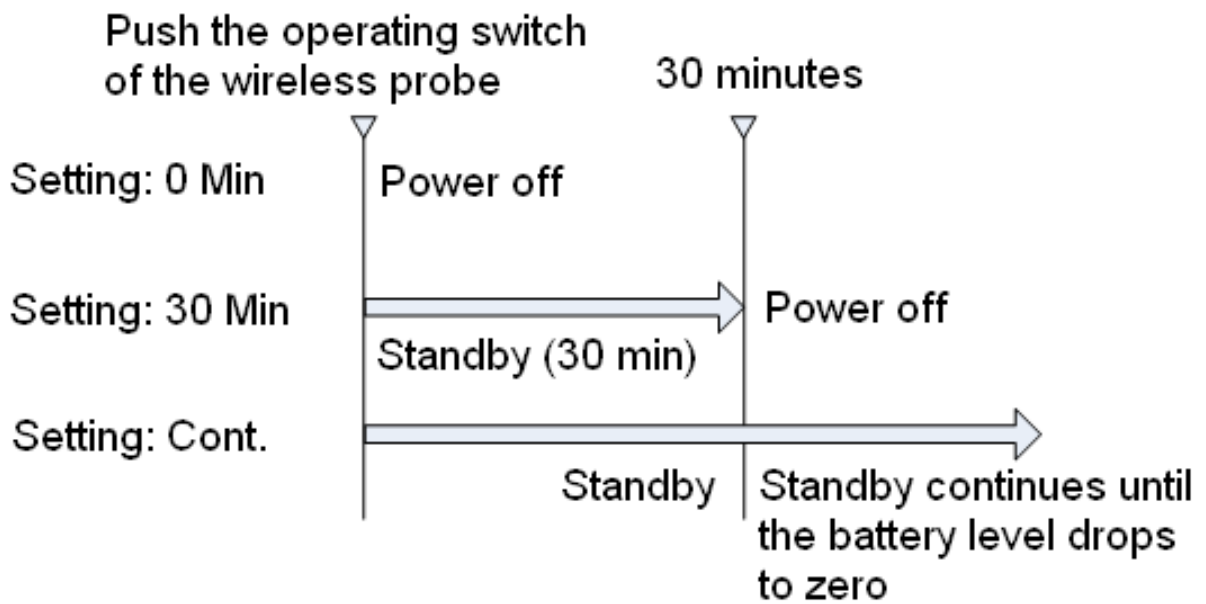 Push the operating switch
of the wireless probe
30 minutes
Setting: 0 Min
Power off
Setting: 30 Min
Power off
Standby (30 min)
Setting: Cont.
Standby
Standby continues until
the battery level drops
to zero